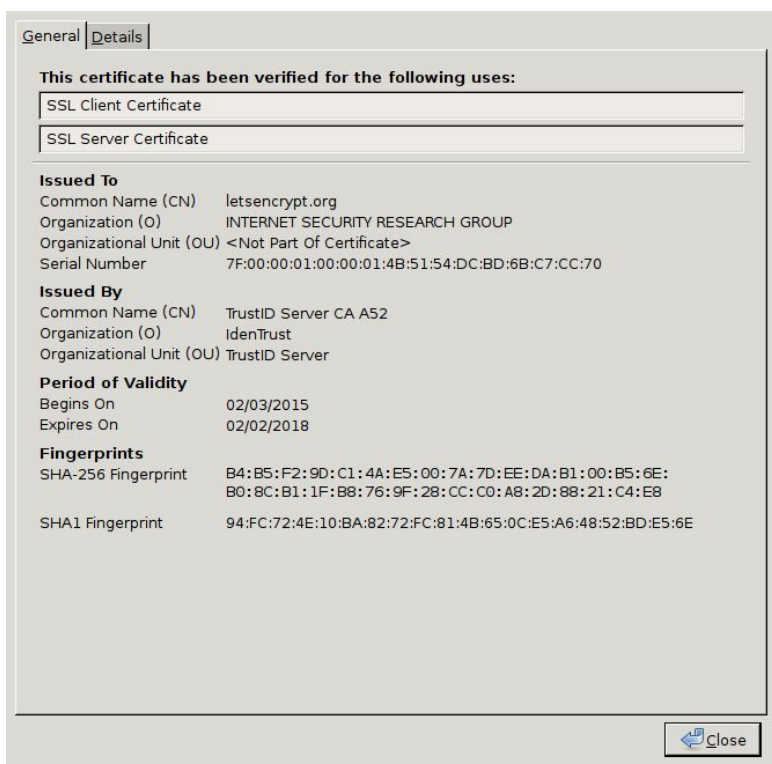 General Details
This certificate has been verified for the following uses:
SSL Client Certificate
SSL Server Certificate
Issued To
Common Name (CN) letsencrypt.org
Organization (O) INTERNET SECURITY RESEARCH GROUP
Organizational Unit (OU) <Not Part Of Certificate>
Serial Number 7F:00:00:01:00:00:01:4B:51:54:DC:BD:6B:C7:CC:70
Issued By
Common Name (CN) TrustID Server CA A52
Organization (O) IdenTrust
Organizational Unit (OU) TrustID Server
Period of Validity
Begins On 02/03/2015
Expires On 02/02/2018
Fingerprints
SHA-256 Fingerprint B4:B5:F2:9D:C1:4A:E5:00:7A:7D:EE:DA:B1:00:B5:6E:
B0:8C:B1:1F:B8:76:9F:28:CC:C0:A8:2D:88:21:C4:E8
SHA1 Fingerprint 94:FC:72:4E:10:BA:82:72:FC:81:4B:65:0C:E5:A6:48:52:BD:E5:6E
Close